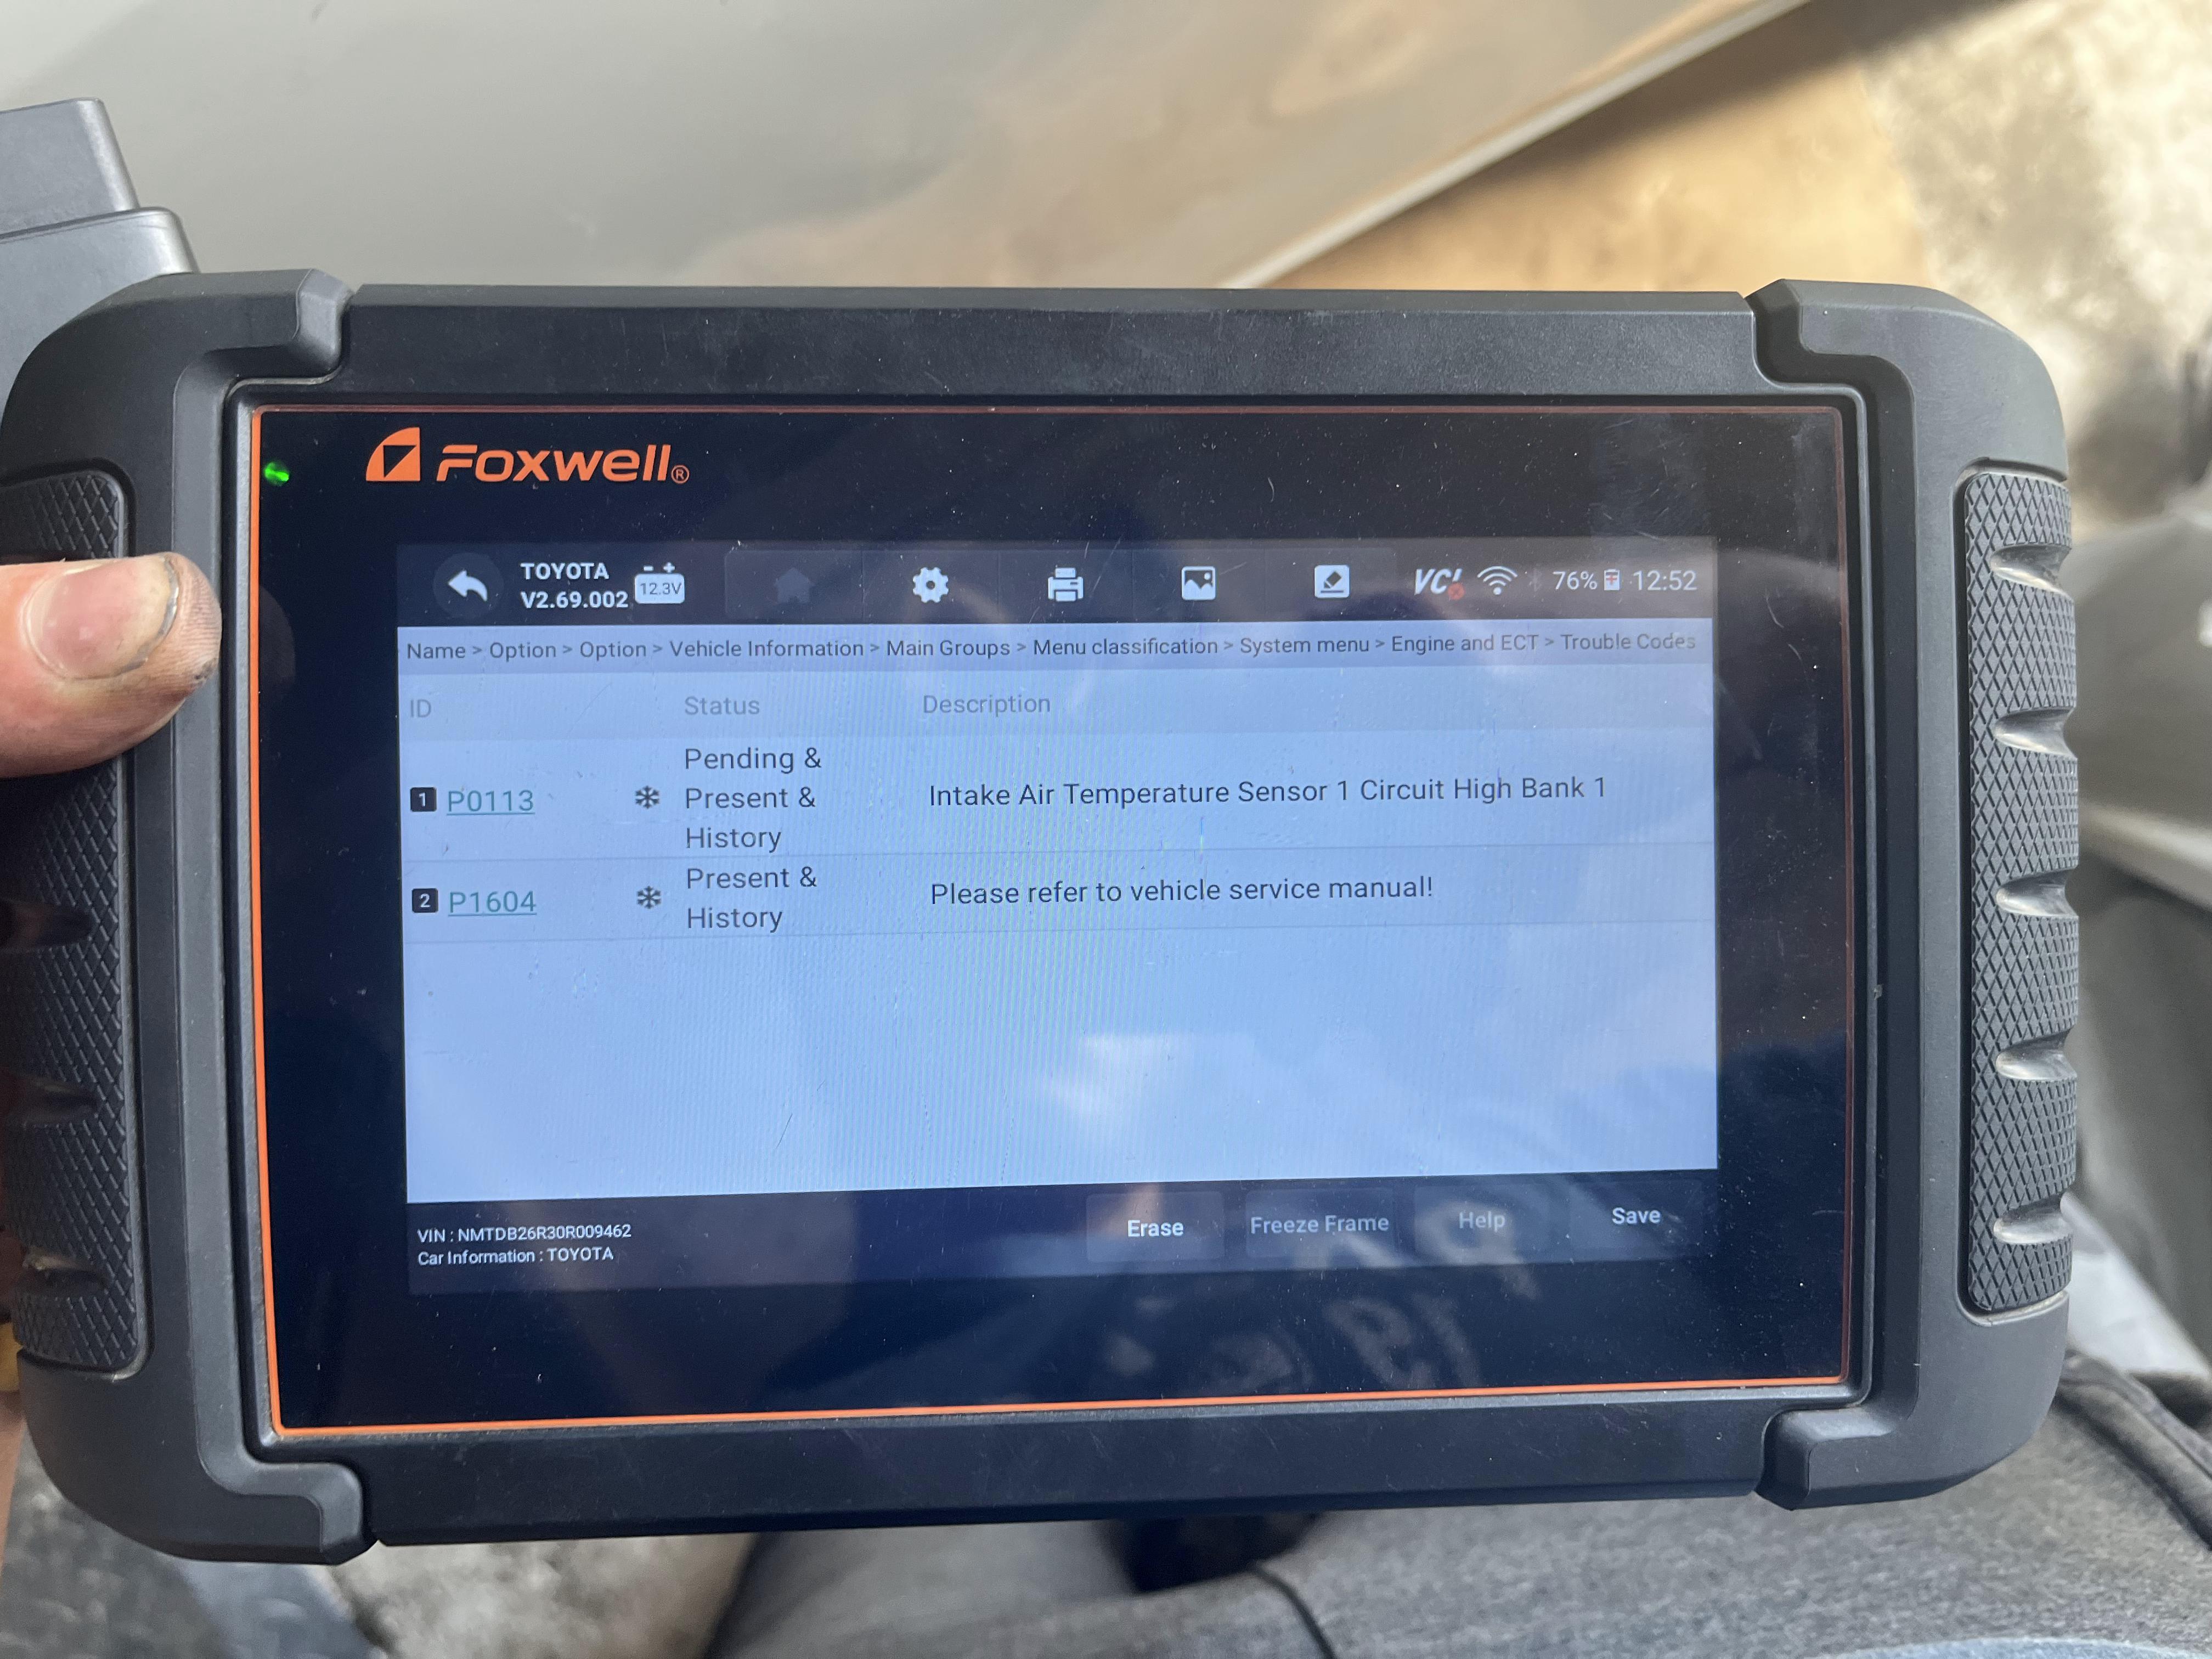 FOXWELL®
TOYOTA
V2.69.002
12.3V
VCI
76%
12:52
Name > Option > Option > Vehicle Information > Main Groups > Menu classification > System menu > Engine and ECT > Trouble Codes
ID Status Description
1 P0113 Pending & Present & History Intake Air Temperature Sensor 1 Circuit High Bank 1
2 P1604 Present & History Please refer to vehicle service manual!
Erase Freeze Frame Help Save
VIN : NMTDB26R30R009462
Car Information : TOYOTA